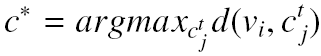 $c^* = argmax_{c_j^t} d(v_i, c_j^t)$